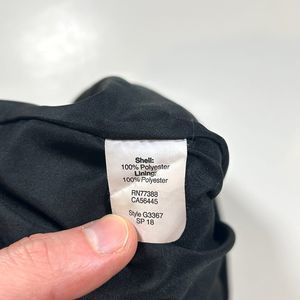 Shell:
100% Polyester
Lining:
100% Polyester
RN77388
CA56445
Style G3367
SP 18